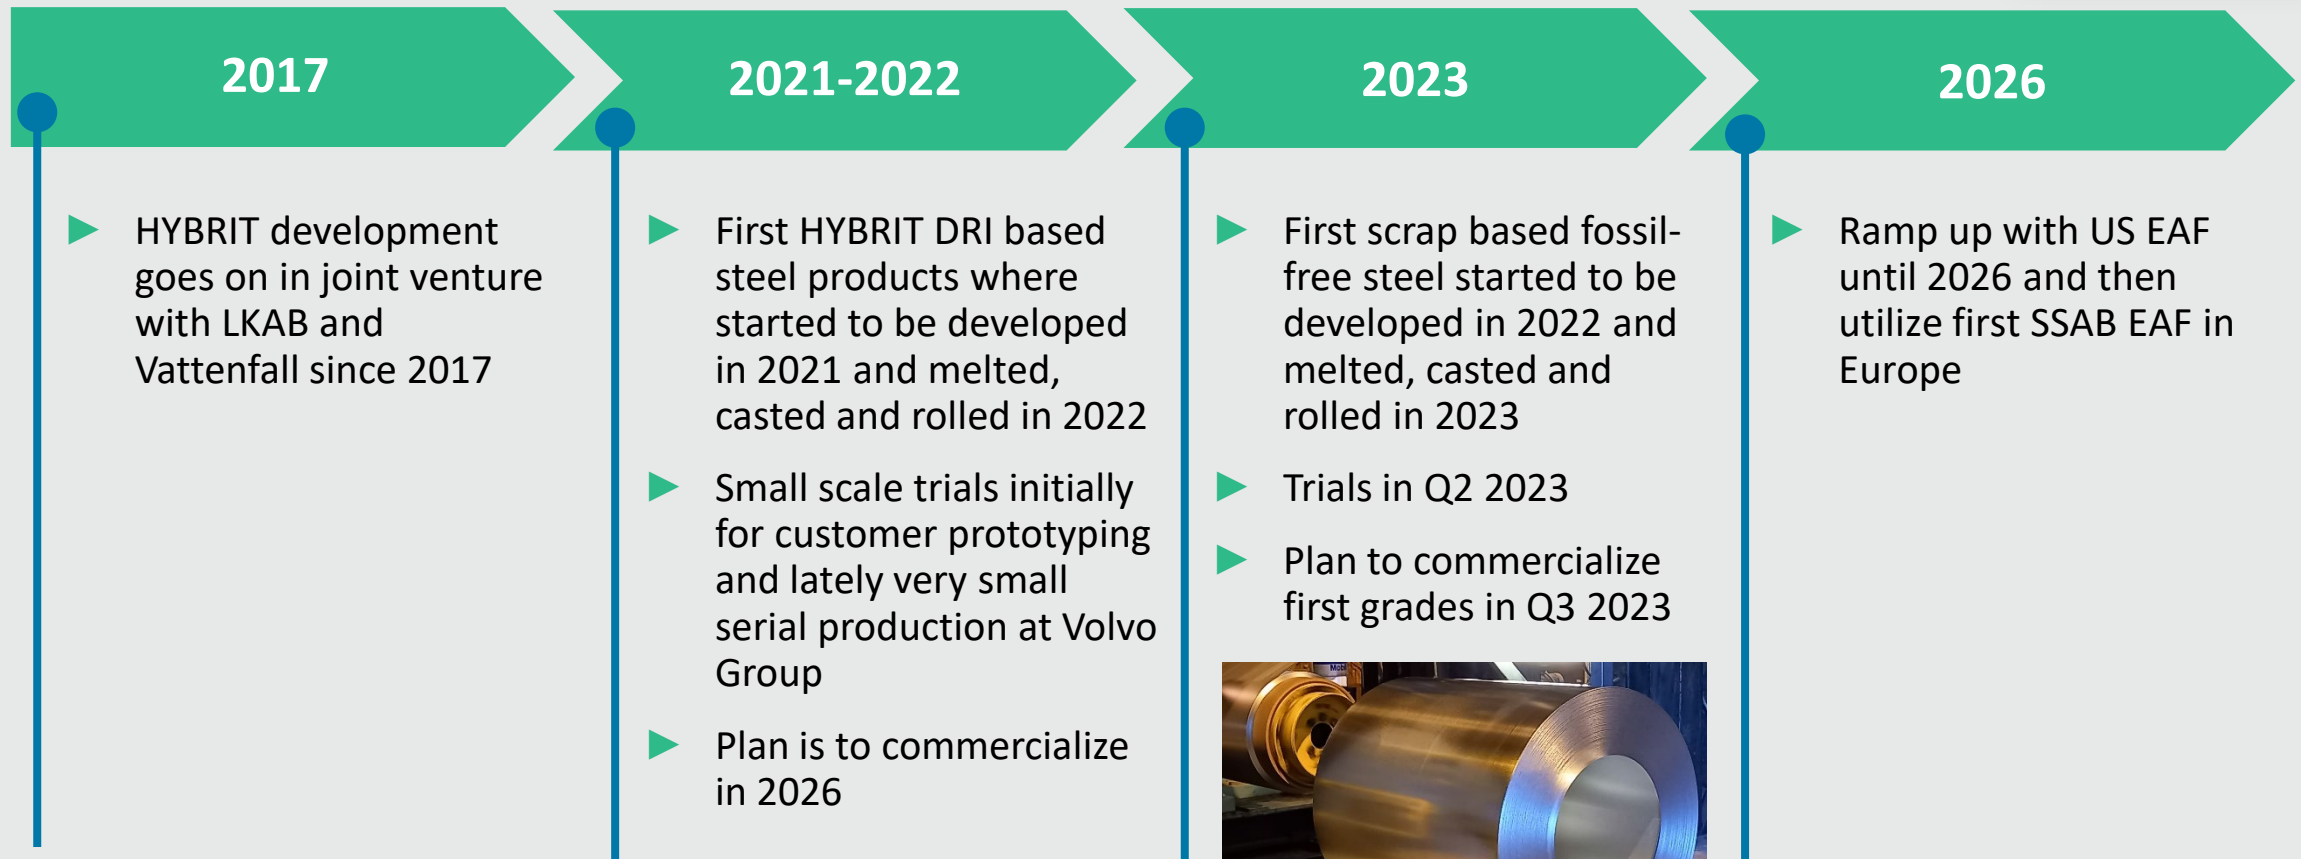 2017
HYBRIT development
goes on in joint venture
with LKAB and
Vattenfall since 2017
2021-2022
First HYBRIT DRI based
steel products where
started to be developed
in 2021 and melted,
casted and rolled in 2022
Small scale trials initially
for customer prototyping
and lately very small
serial production at Volvo
Group
Plan is to commercialize
in 2026
2023
First scrap based fossil-
free steel started to be
developed in 2022 and
melted, casted and
rolled in 2023
Trials in Q2 2023
Plan to commercialize
first grades in Q3 2023
Mobil
2026
Ramp up with US EAF
until 2026 and then
utilize first SSAB EAF in
Europe